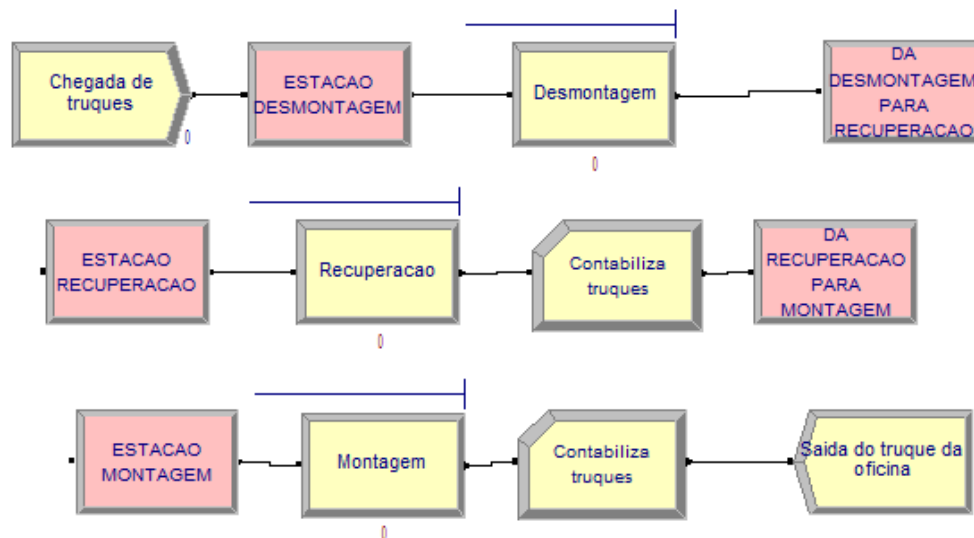 Chegada de
truques
0
ESTACAO
DESMONTAGEM
Desmontagem
0
DA
DESMONTAGEM
PARA
RECUPERACAO
ESTACAO
RECUPERACAO
Recuperacao
0
Contabiliza
truques
DA
RECUPERACAO
PARA
MONTAGEM
ESTACAO
MONTAGEM
Montagem
0
Contabiliza
truques
Saida do truque da
oficina